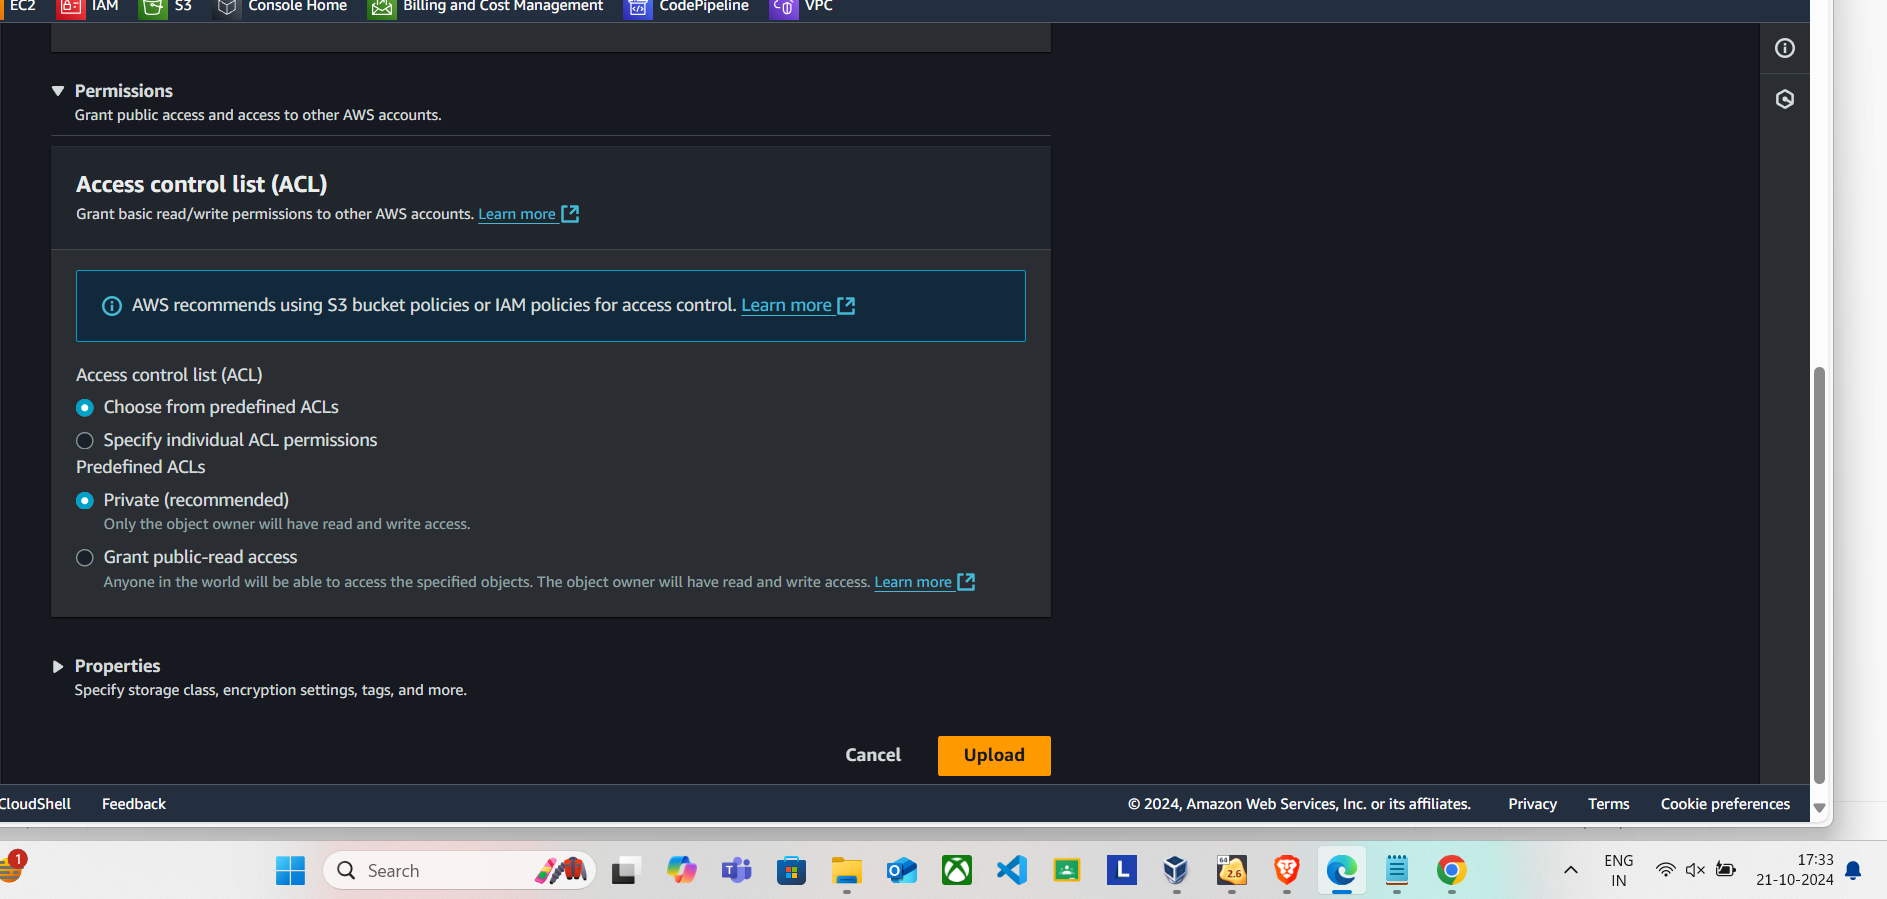 EC2 IAM S3 Console Home Billing and Cost Management CodePipeline VPC
Permissions
Grant public access and access to other AWS accounts.
Access control list (ACL)
Grant basic read/write permissions to other AWS accounts. Learn more
AWS recommends using S3 bucket policies or IAM policies for access control. Learn more
Access control list (ACL)
Choose from predefined ACLs
Specify individual ACL permissions
Predefined ACLs
Private (recommended)
Only the object owner will have read and write access.
Grant public-read access
Anyone in the world will be able to access the specified objects. The object owner will have read and write access. Learn more
Properties
Specify storage class, encryption settings, tags, and more.
Cancel Upload
CloudShell Feedback © 2024, Amazon Web Services, Inc. or its affiliates. Privacy Terms Cookie preferences
1 Search L 64 2.6 ENG 17:33
IN 21-10-2024